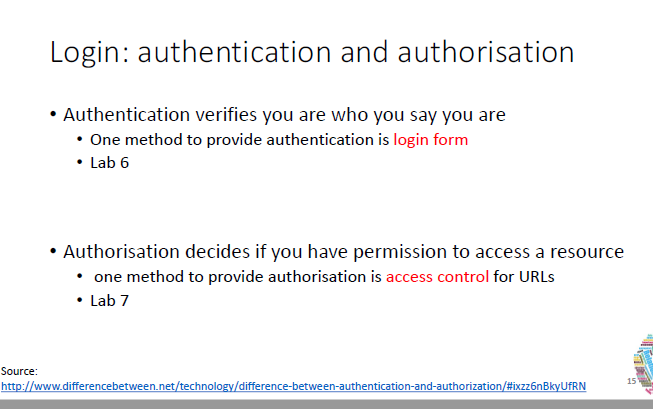 Login: authentication and authorisation
• Authentication verifies you are who you say you are
• One method to provide authentication is login form
• Lab 6
• Authorisation decides if you have permission to access a resource
• one method to provide authorisation is access control for URLs
• Lab 7
Source:
http://www.differencebetween.net/technology/difference-between-authentication-and-authorization/#ixzz6nBkyUfRN
15